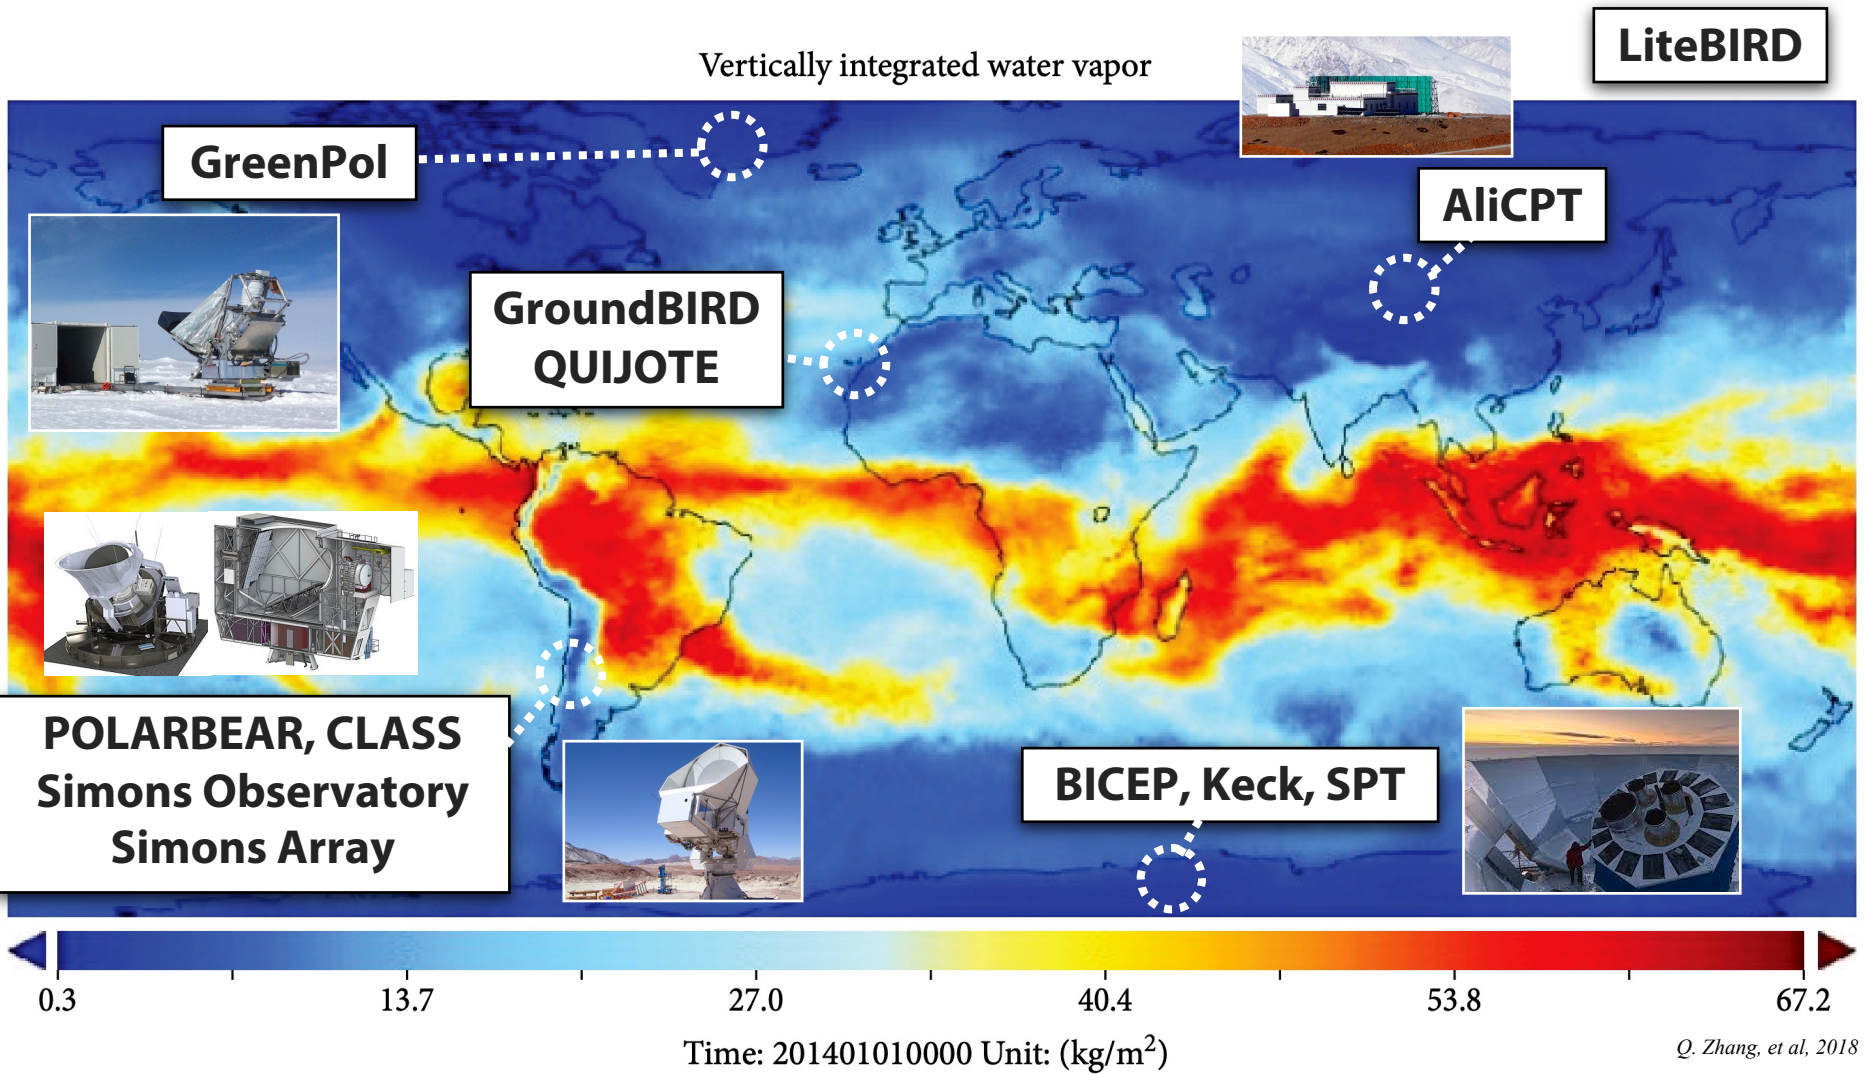 LiteBIRD
Vertically integrated water vapor
GreenPol
AliCPT
GroundBIRD
QUIJOTE
POLARBEAR, CLASS
Simons Observatory
Simons Array
BICEP, Keck, SPT
0.3 13.7 27.0 40.4 53.8 67.2
Time: 201401010000 Unit: (kg/m²)
Q. Zhang, et al, 2018